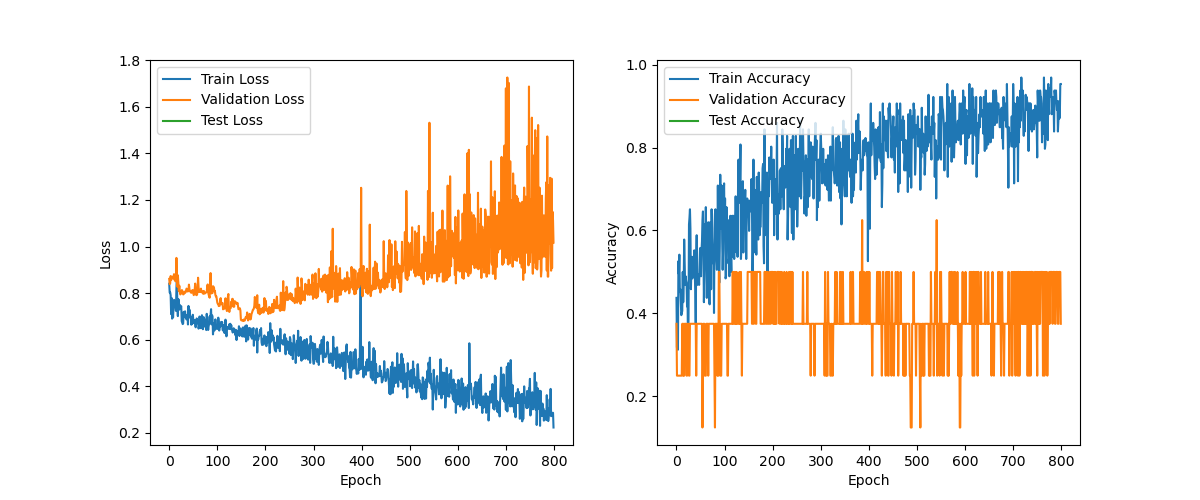 Train Loss
Validation Loss
Test Loss
1.8
1.6
1.4
1.2
1.0
0.8
0.6
0.4
0.2
Loss
0 100 200 300 400 500 600 700 800
Epoch
Train Accuracy
Validation Accuracy
Test Accuracy
1.0
0.8
0.6
0.4
0.2
Accuracy
0 100 200 300 400 500 600 700 800
Epoch